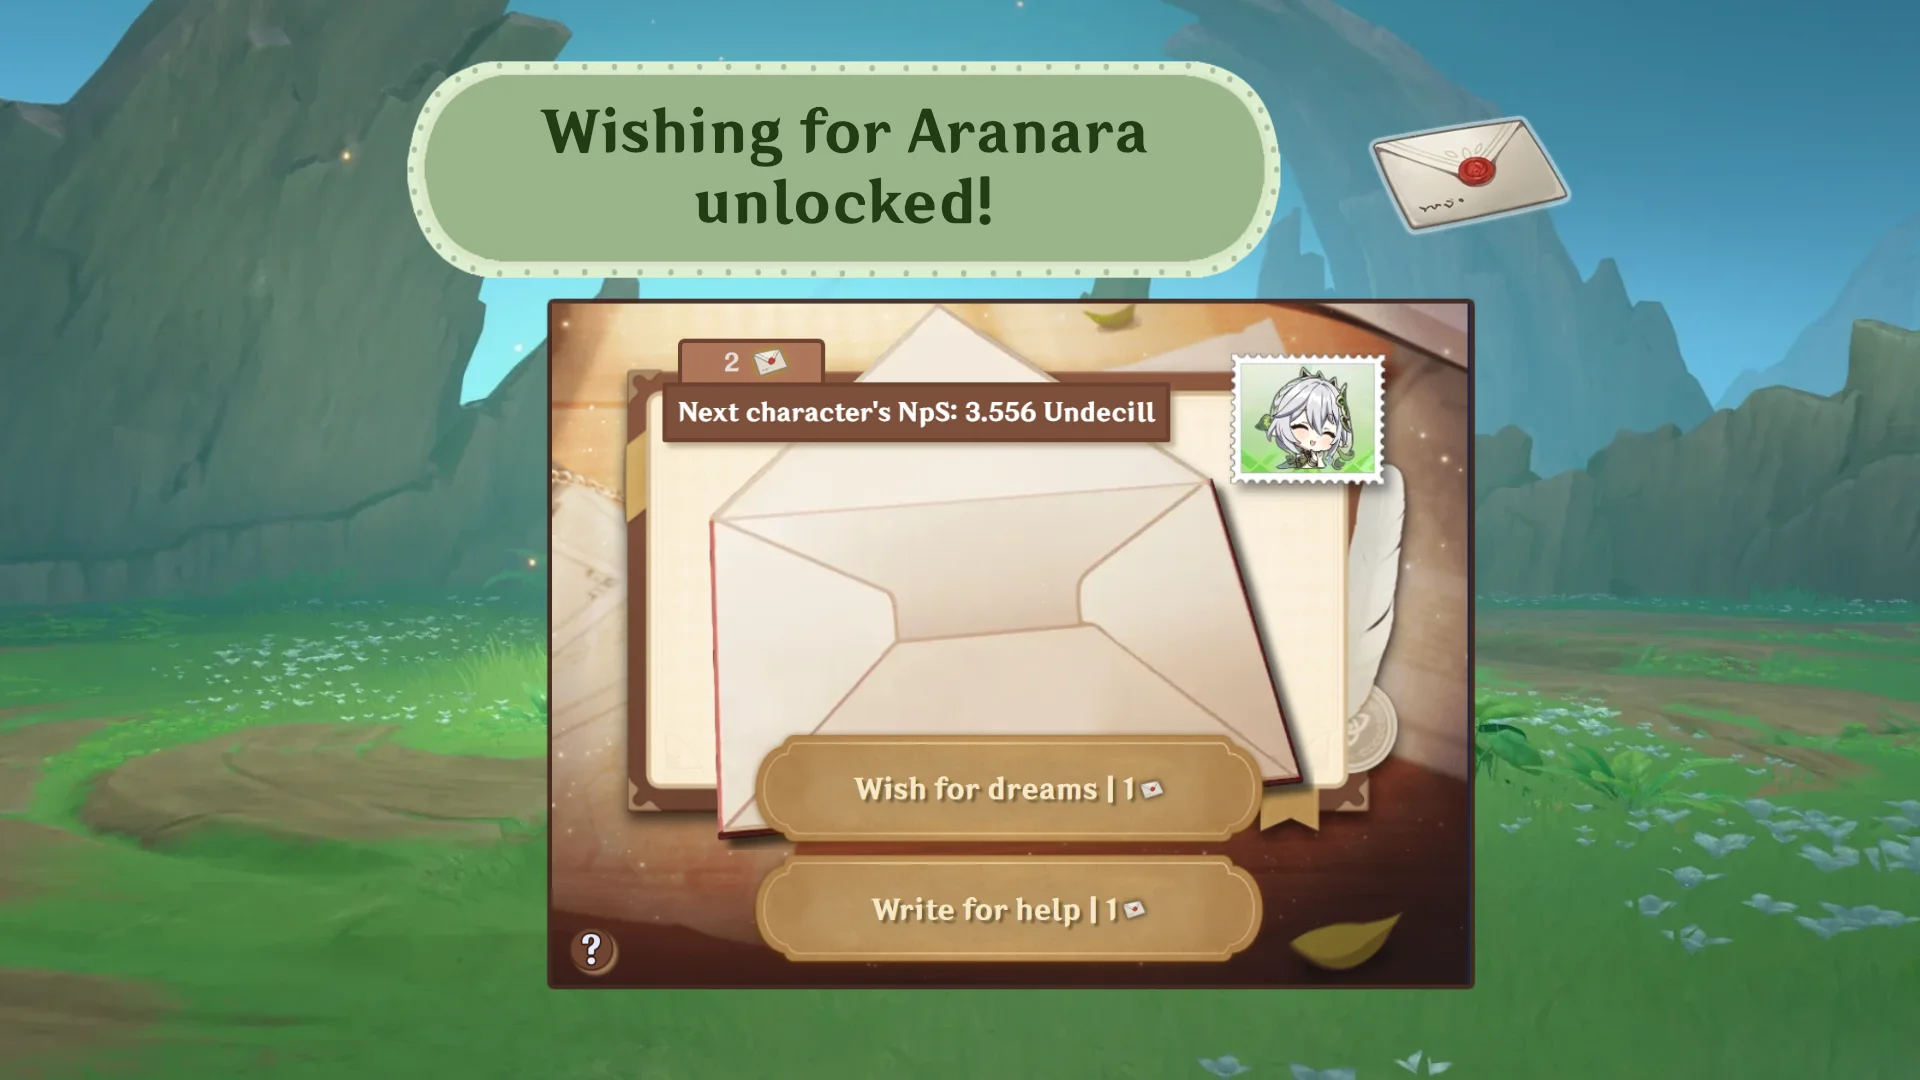 Wishing for Aranara
unlocked!
2
Next character's NpS: 3.556 Undecill
Wish for dreams | 1
Write for help | 1
?